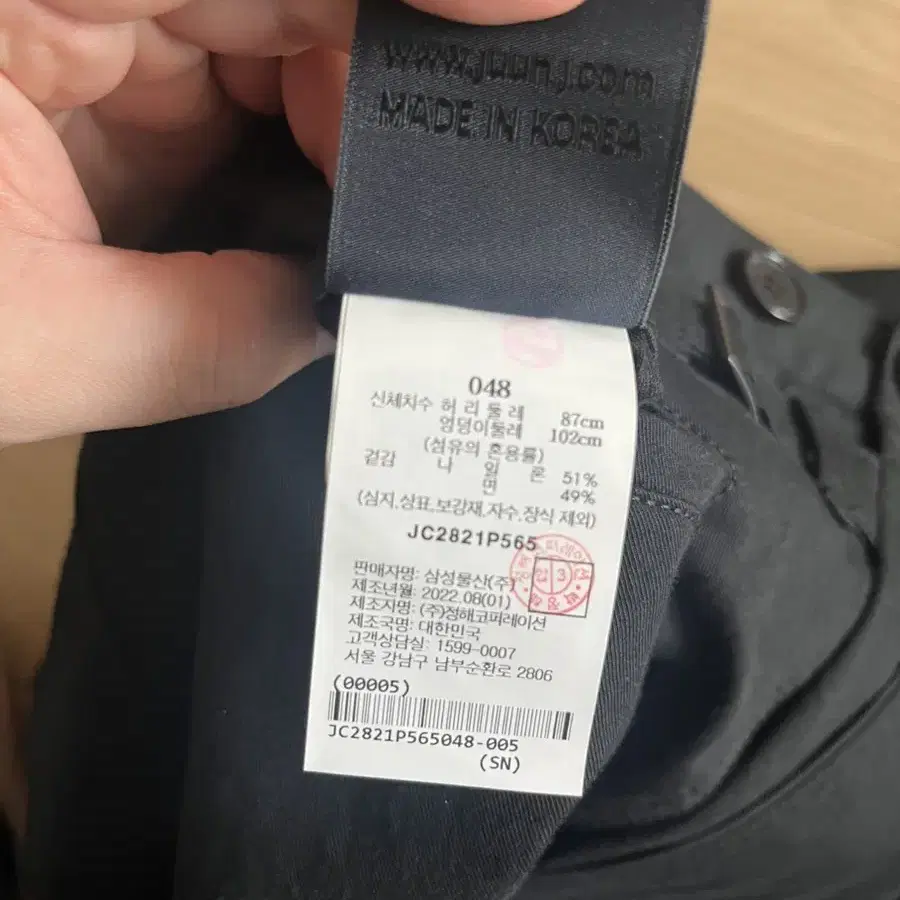 www.juunj.com
MADE IN KOREA
048
신체치수 허 리 둘 레 87cm
엉덩이둘레 102cm
(섬유의 혼용률)
겉감 나 일 론 51%
면 49%
(심지,상표,보강재,자수,장식 제외)
JC2821P565
판매자명: 삼성물산(주)
제조년월: 2022.08(01)
제조자명: (주)정해코퍼레이션
제조국명: 대한민국
고객상담실: 1599-0007
서울 강남구 남부순환로 2806
(00005)
JC2821P565048-005
(SN)